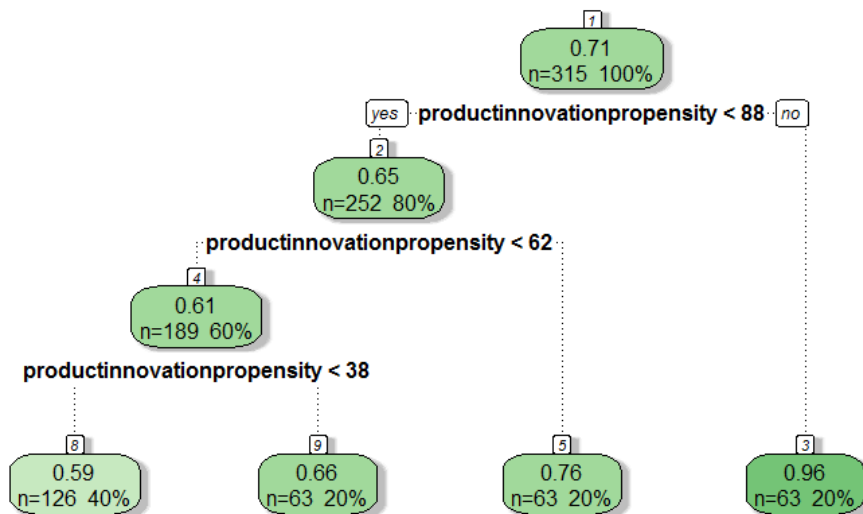 1
0.71
n=315 100%
yes productinnovationpropensity < 88 no
2
0.65
n=252 80%
productinnovationpropensity < 62
4
0.61
n=189 60%
productinnovationpropensity < 38
8
0.59
n=126 40%
9
0.66
n=63 20%
5
0.76
n=63 20%
3
0.96
n=63 20%